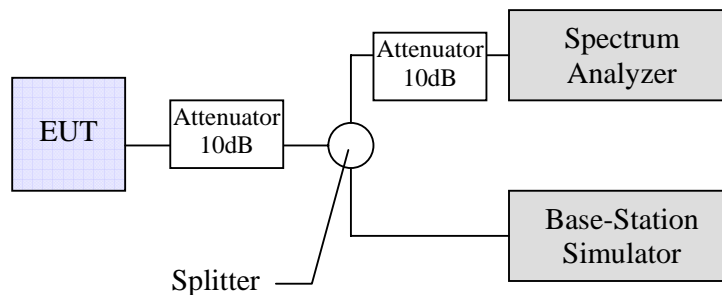 Attenuator
10dB
Spectrum
Analyzer
EUT
Attenuator
10dB
Base-Station
Simulator
Splitter